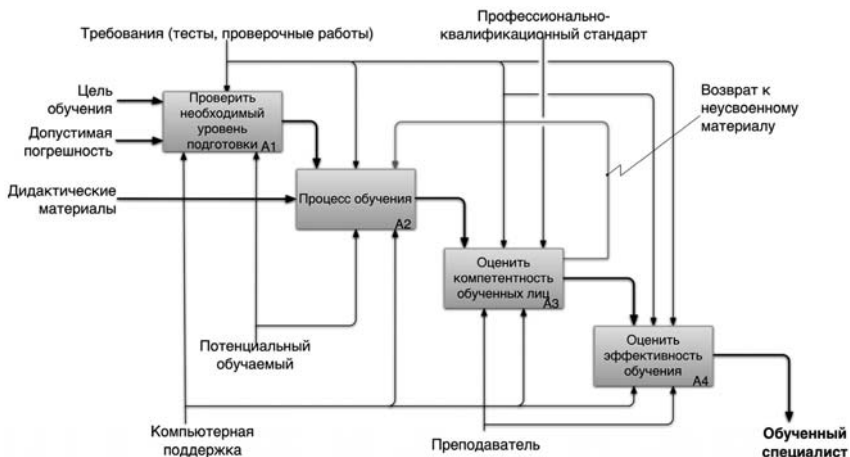 Профессионально-
квалификационный стандарт
Требования (тесты, проверочные работы)
Цель
обучения
Допустимая
погрешность
Проверить
необходимый
уровень
подготовки A1
Возврат к
неусвоенному
материалу
Дидактические
материалы
Процесс обучения
A2
Оценить
компетентность
обученных лиц
A3
Потенциальный
обучаемый
Оценить
эффективность
обучения
A4
Компьютерная
поддержка
Преподаватель
Обученный
специалист